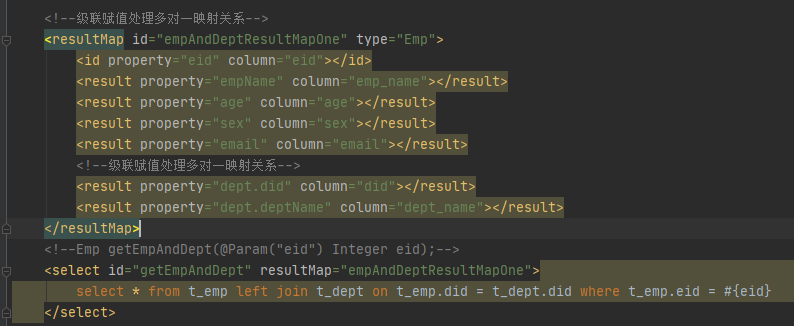 <!--级联赋值处理多对一映射关系-->
<resultMap id="empAndDeptResultMapOne" type="Emp">
<id property="eid" column="eid"></id>
<result property="empName" column="emp_name"></result>
<result property="age" column="age"></result>
<result property="sex" column="sex"></result>
<result property="email" column="email"></result>
<!--级联赋值处理多对一映射关系-->
<result property="dept.did" column="did"></result>
<result property="dept.deptName" column="dept_name"></result>
</resultMap>
<!--Emp getEmpAndDept(@Param("eid") Integer eid);-->
<select id="getEmpAndDept" resultMap="empAndDeptResultMapOne">
select * from t_emp left join t_dept on t_emp.did = t_dept.did where t_emp.eid = #{eid}
</select>